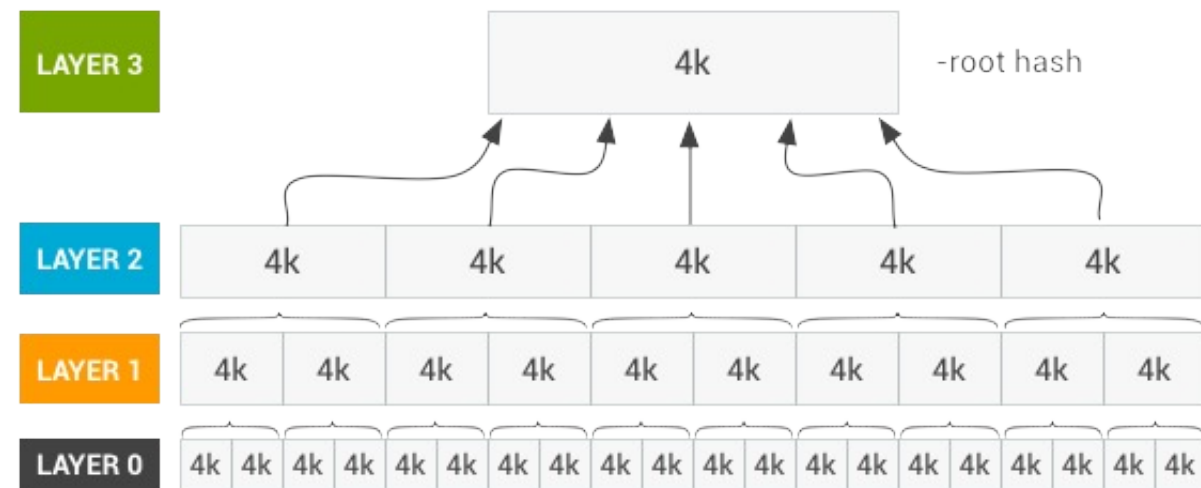 LAYER 3 4k -root hash
LAYER 2 4k 4k 4k 4k 4k
LAYER 1 4k 4k 4k 4k 4k 4k 4k 4k 4k 4k
LAYER 0 4k 4k 4k 4k 4k 4k 4k 4k 4k 4k 4k 4k 4k 4k 4k 4k 4k 4k 4k 4k